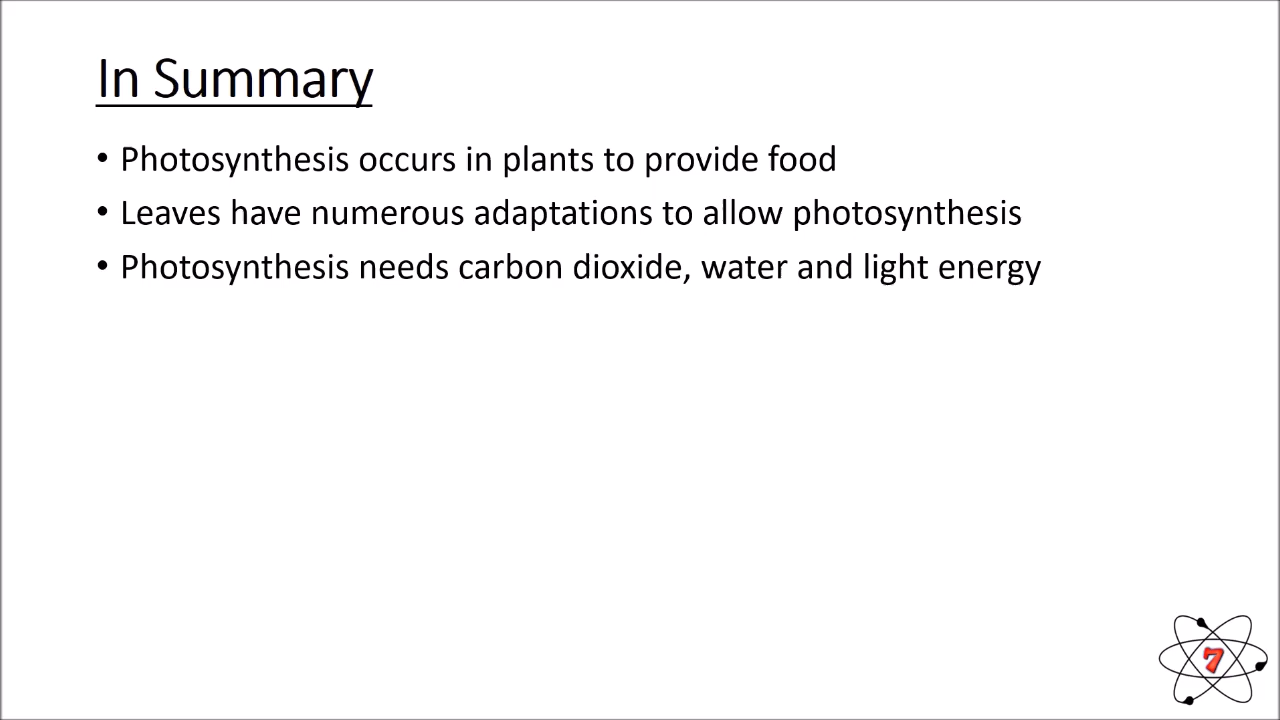 In Summary
• Photosynthesis occurs in plants to provide food
• Leaves have numerous adaptations to allow photosynthesis
• Photosynthesis needs carbon dioxide, water and light energy
7